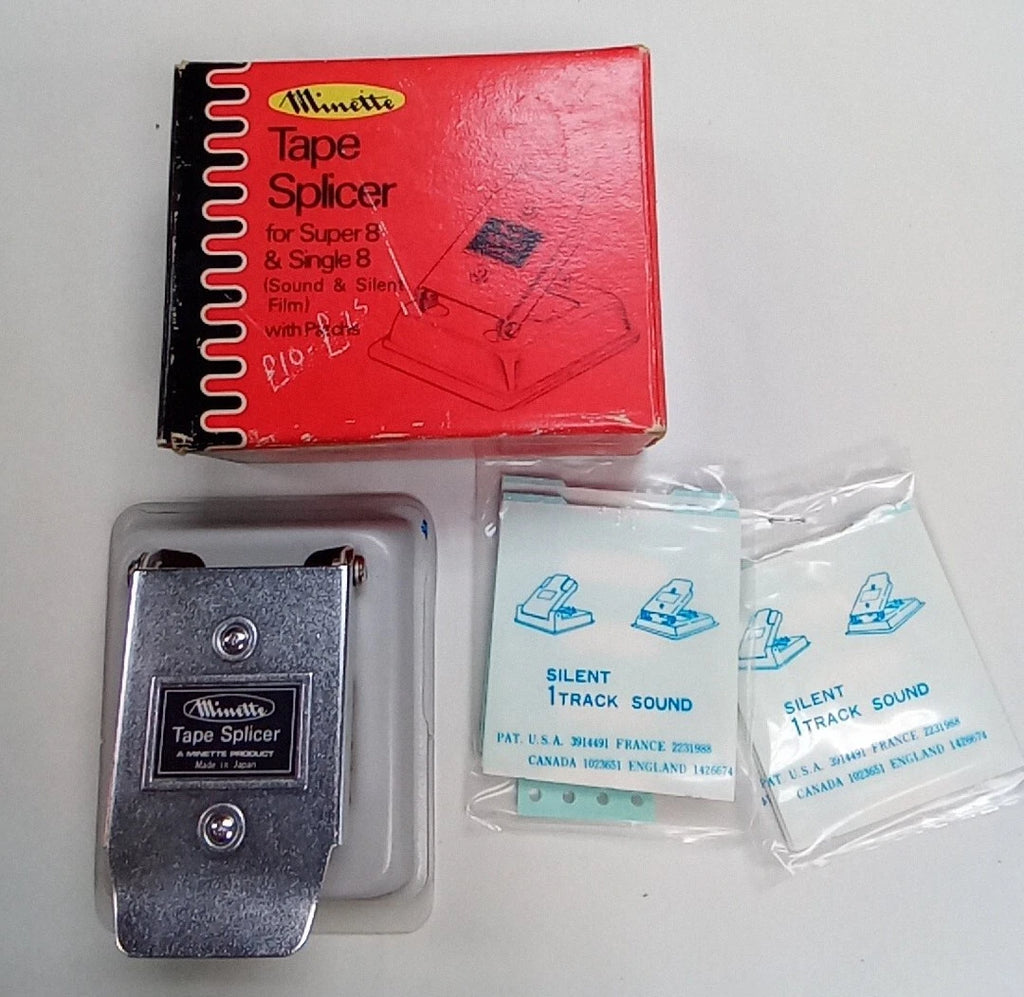 Minette
Tape
Splicer
for Super 8
& Single 8
(Sound & Silent
Film)
with Patchs
£10-
Minette
Tape Splicer
A MINETTE PRODUCT
Made in Japan
SILENT
1TRACK SOUND
PAT. U.S.A. 3914491 FRANCE 2231988
CANADA 1023651 ENGLAND 1426674
SILENT
1TRACK SOUND
PAT U.S.A. 3914491 FRANCE 2231988
CANADA 1023651 ENGLAND 1426674